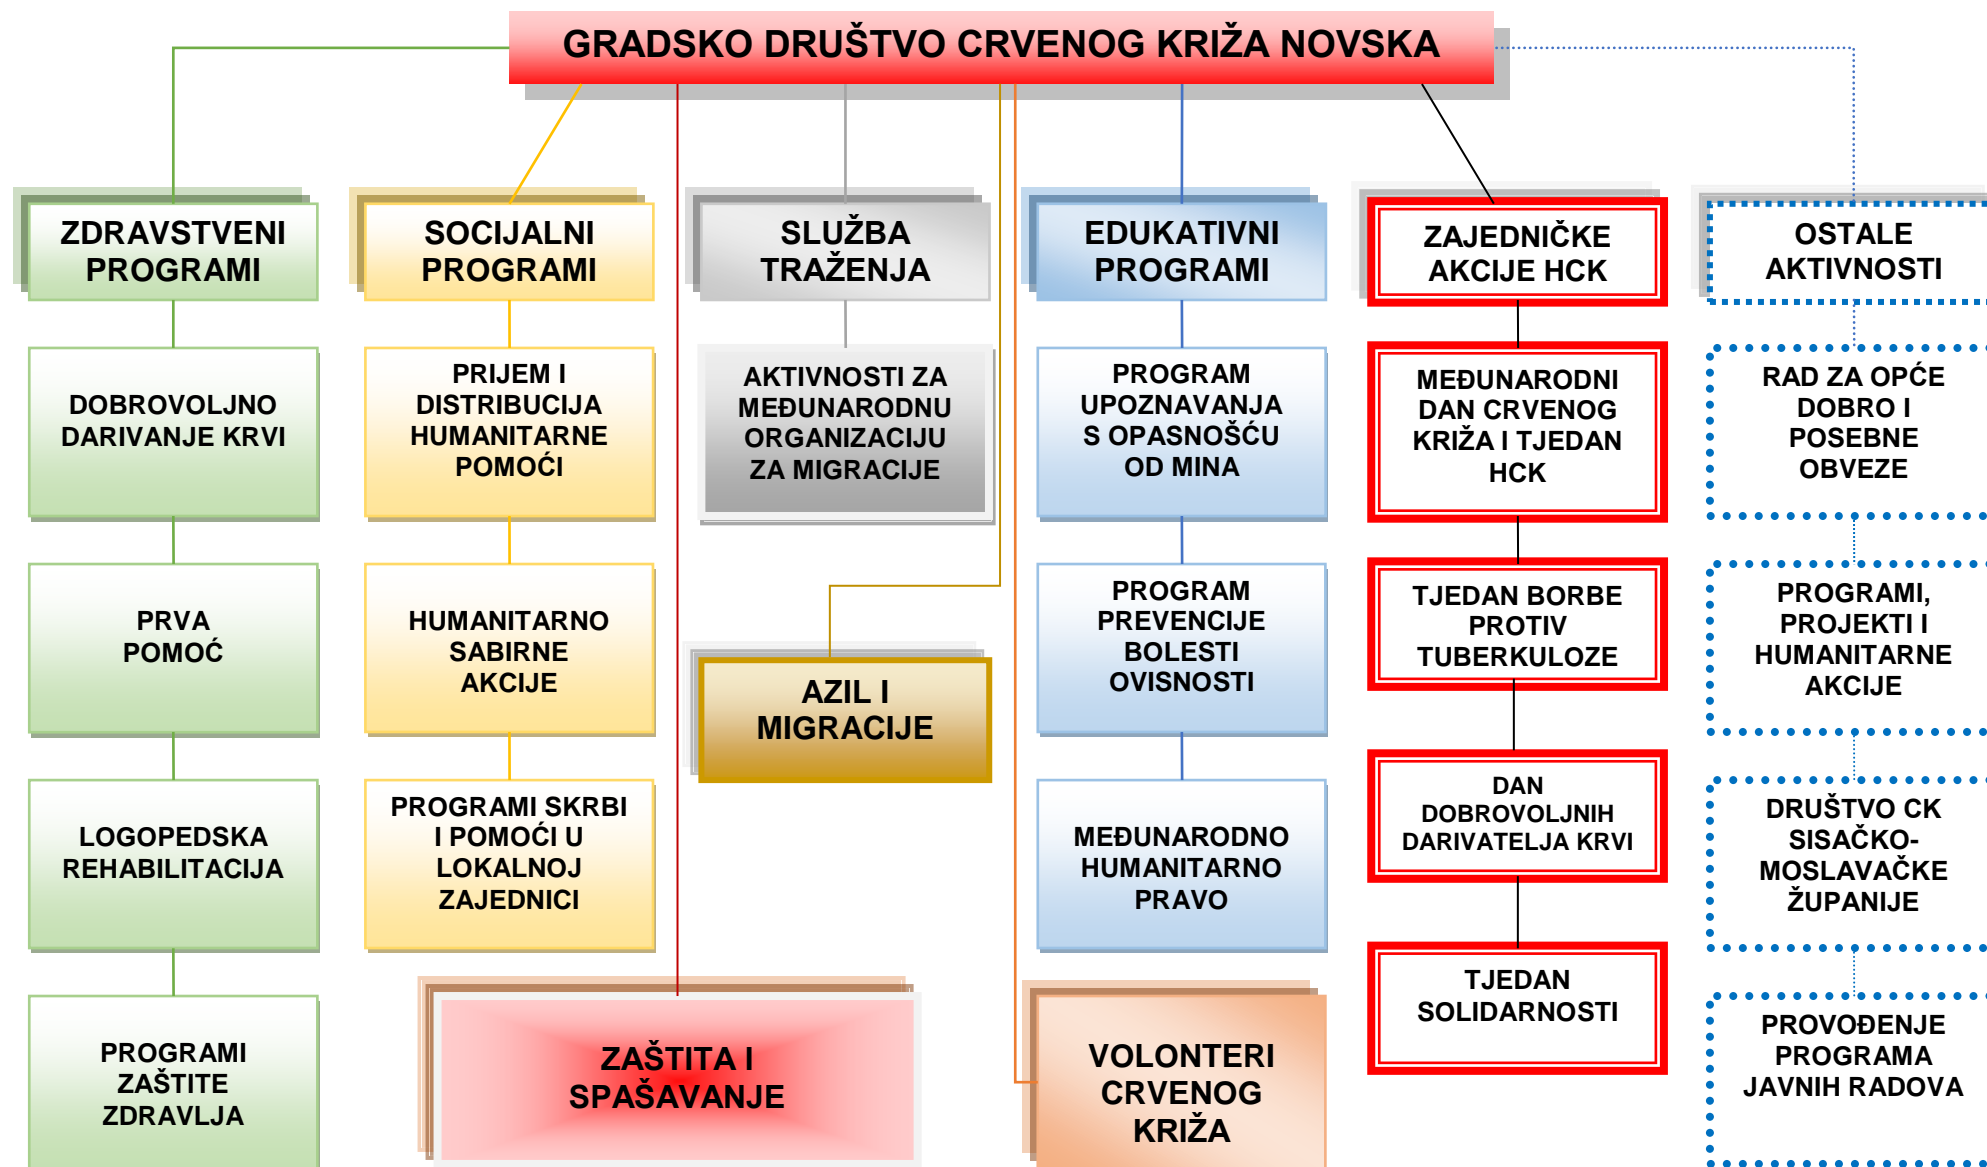 GRADSKO DRUŠTVO CRVENOG KRIŽA NOVSKA
ZDRAVSTVENI
PROGRAMI
DOBROVOLJNO
DARIVANJE KRVI
PRVA
POMOĆ
LOGOPEDSKA
REHABILITACIJA
PROGRAMI
ZAŠTITE
ZDRAVLJA
SOCIJALNI
PROGRAMI
PRIJEM I
DISTRIBUCIJA
HUMANITARNE
POMOĆI
HUMANITARNO
SABIRNE
AKCIJE
PROGRAMI SKRBI
I POMOĆI U
LOKALNOJ
ZAJEDNICI
ZAŠTITA I
SPAŠAVANJE
SLUŽBA
TRAŽENJA
AKTIVNOSTI ZA
MEĐUNARODNU
ORGANIZACIJU
ZA MIGRACIJE
AZIL I
MIGRACIJE
EDUKATIVNI
PROGRAMI
PROGRAM
UPOZNAVANJA
S OPASNOŠĆU
OD MINA
PROGRAM
PREVENCIJE
BOLESTI
OVISNOSTI
MEĐUNARODNO
HUMANITARNO
PRAVO
VOLONTERI
CRVENOG
KRIŽA
ZAJEDNIČKE
AKCIJE HCK
MEĐUNARODNI
DAN CRVENOG
KRIŽA I TJEDAN
HCK
TJEDAN BORBE
PROTIV
TUBERKULOZE
DAN
DOBROVOLJNIH
DARIVATELJA KRVI
TJEDAN
SOLIDARNOSTI
OSTALE
AKTIVNOSTI
RAD ZA OPĆE
DOBRO I
POSEBNE
OBVEZE
PROGRAMI,
PROJEKTI I
HUMANITARNE
AKCIJE
DRUŠTVO CK
SISAČKO-
MOSLAVAČKE
ŽUPANIJE
PROVOĐENJE
PROGRAMA
JAVNIH RADOVA